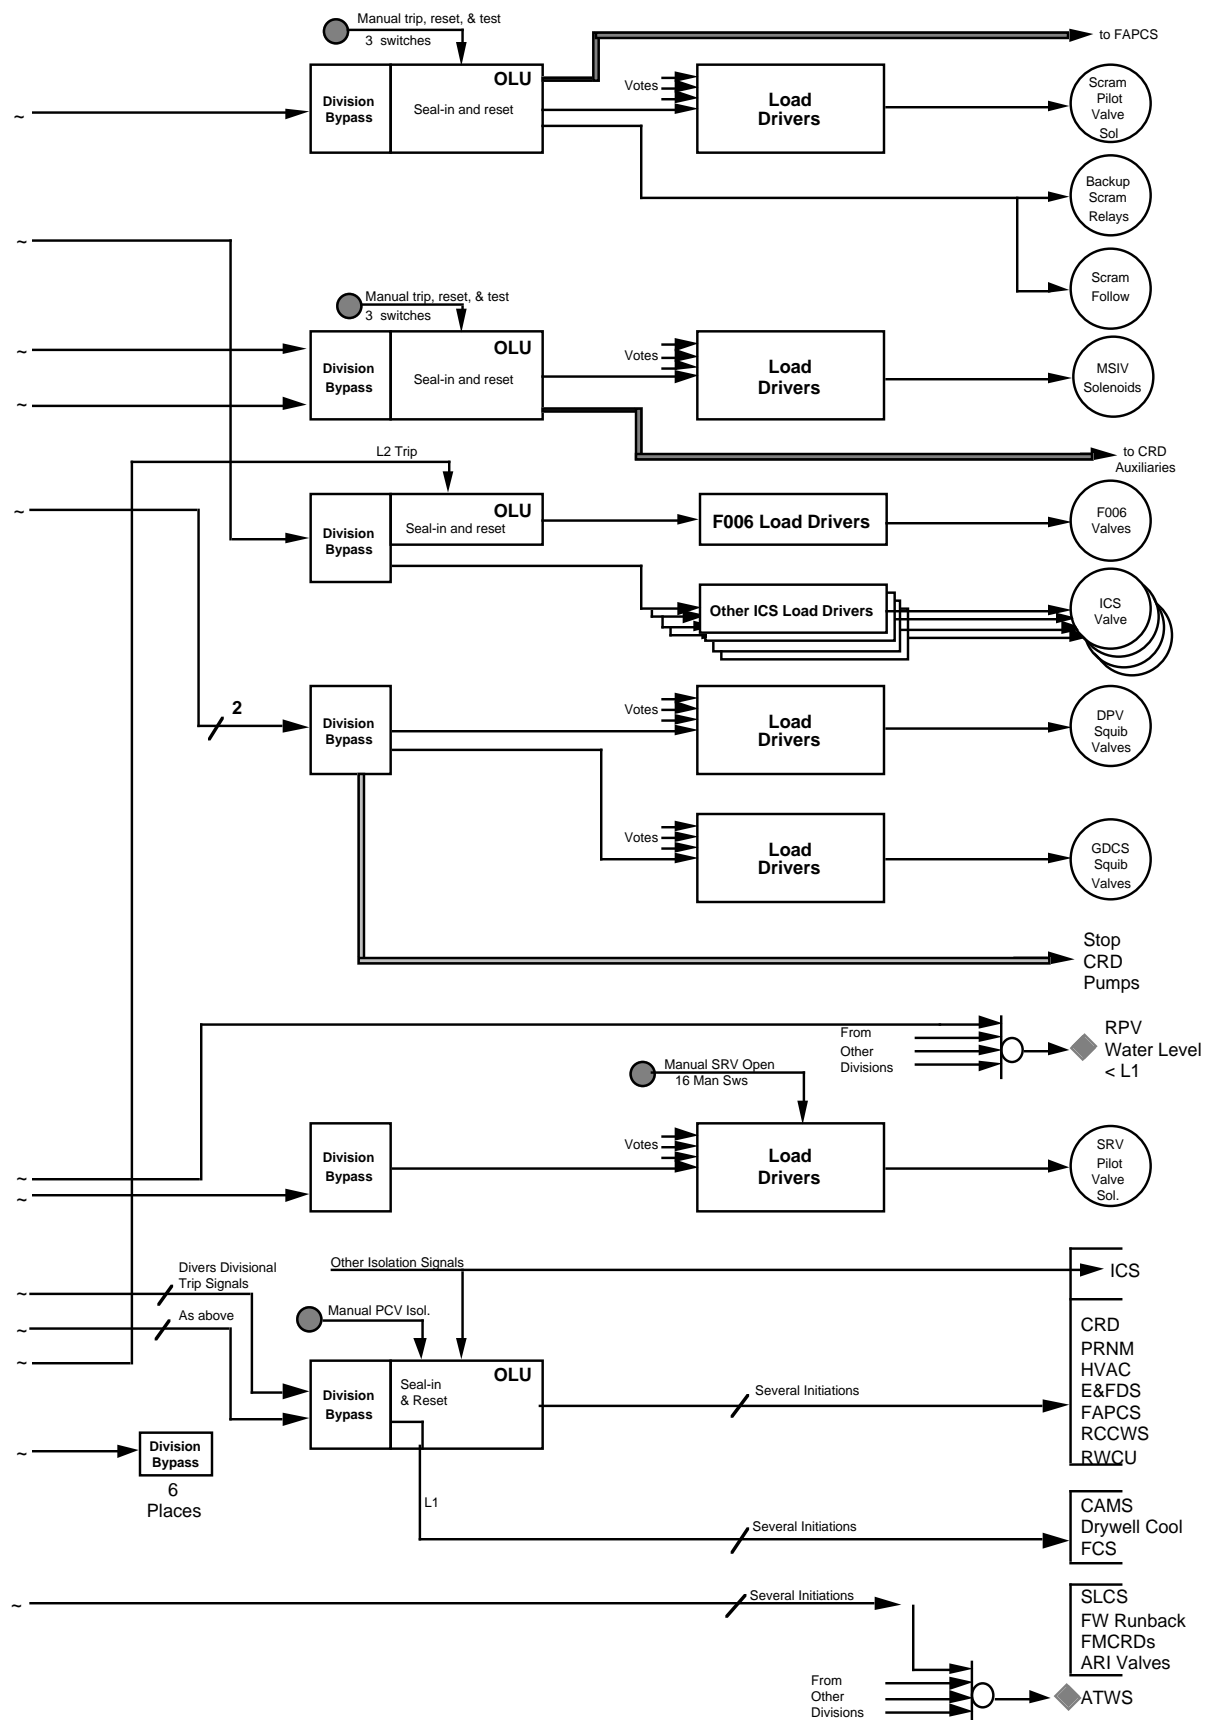 Manual trip, reset, & test
3 switches
to FAPCS
OLU
Division
Bypass
Seal-in and reset
Votes
Load
Drivers
Scram
Pilot
Valve
Sol
Backup
Scram
Relays
~
~
Scram
Follow
Manual trip, reset, & test
3 switches
OLU
Division
Bypass
Seal-in and reset
Votes
Load
Drivers
MSIV
Solenoids
~
~
L2 Trip
to CRD
Auxiliaries
~
OLU
Seal-in and reset
Division
Bypass
F006 Load Drivers
F006
Valves
Other ICS Load Drivers
ICS
Valve
2
Division
Bypass
Votes
Load
Drivers
DPV
Squib
Valves
Votes
Load
Drivers
GDCS
Squib
Valves
Stop
CRD
Pumps
From
Other
Divisions
RPV
Water Level
< L1
Manual SRV Open
16 Man Sws
Division
Bypass
Votes
Load
Drivers
SRV
Pilot
Valve
Sol.
~
~
Divers Divisional
Trip Signals
Other Isolation Signals
ICS
~
As above
Manual PCV Isol.
~
~
OLU
Division
Bypass
Seal-in
& Reset
Several Initiations
CRD
PRNM
HVAC
E&FDS
FAPCS
RCCWS
RWCU
~
Division
Bypass
6
Places
L1
Several Initiations
CAMS
Drywell Cool
FCS
~
Several Initiations
SLCS
FW Runback
FMCRDs
ARI Valves
From
Other
Divisions
ATWS